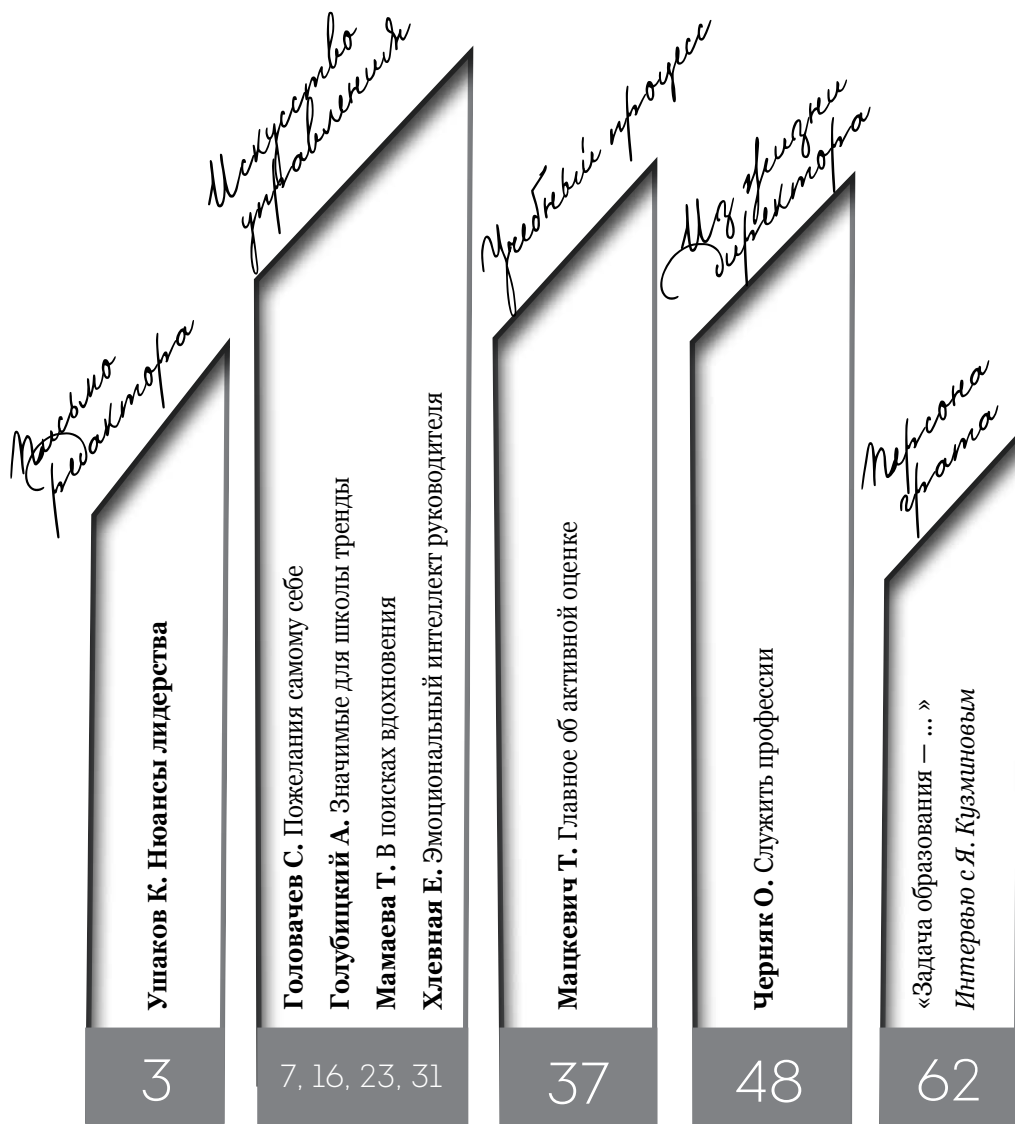 Письмо
редактора
Ушаков К. Нюансы лидерства
3
Искусство
управления
Головачев С. Пожелания самому себе
Голубицкий А. Значимые для школы тренды
Мамаева Т. В поисках вдохновения
Хлевная Е. Эмоциональный интеллект руководителя
7, 16, 23, 31
Учебный процесс
Мацкевич Т. Главное об активной оценке
37
Из жизни
директора
Черняк О. Служить профессии
48
Персона
грата
«Задача образования — ... »
Интервью с Я. Кузминовым
62